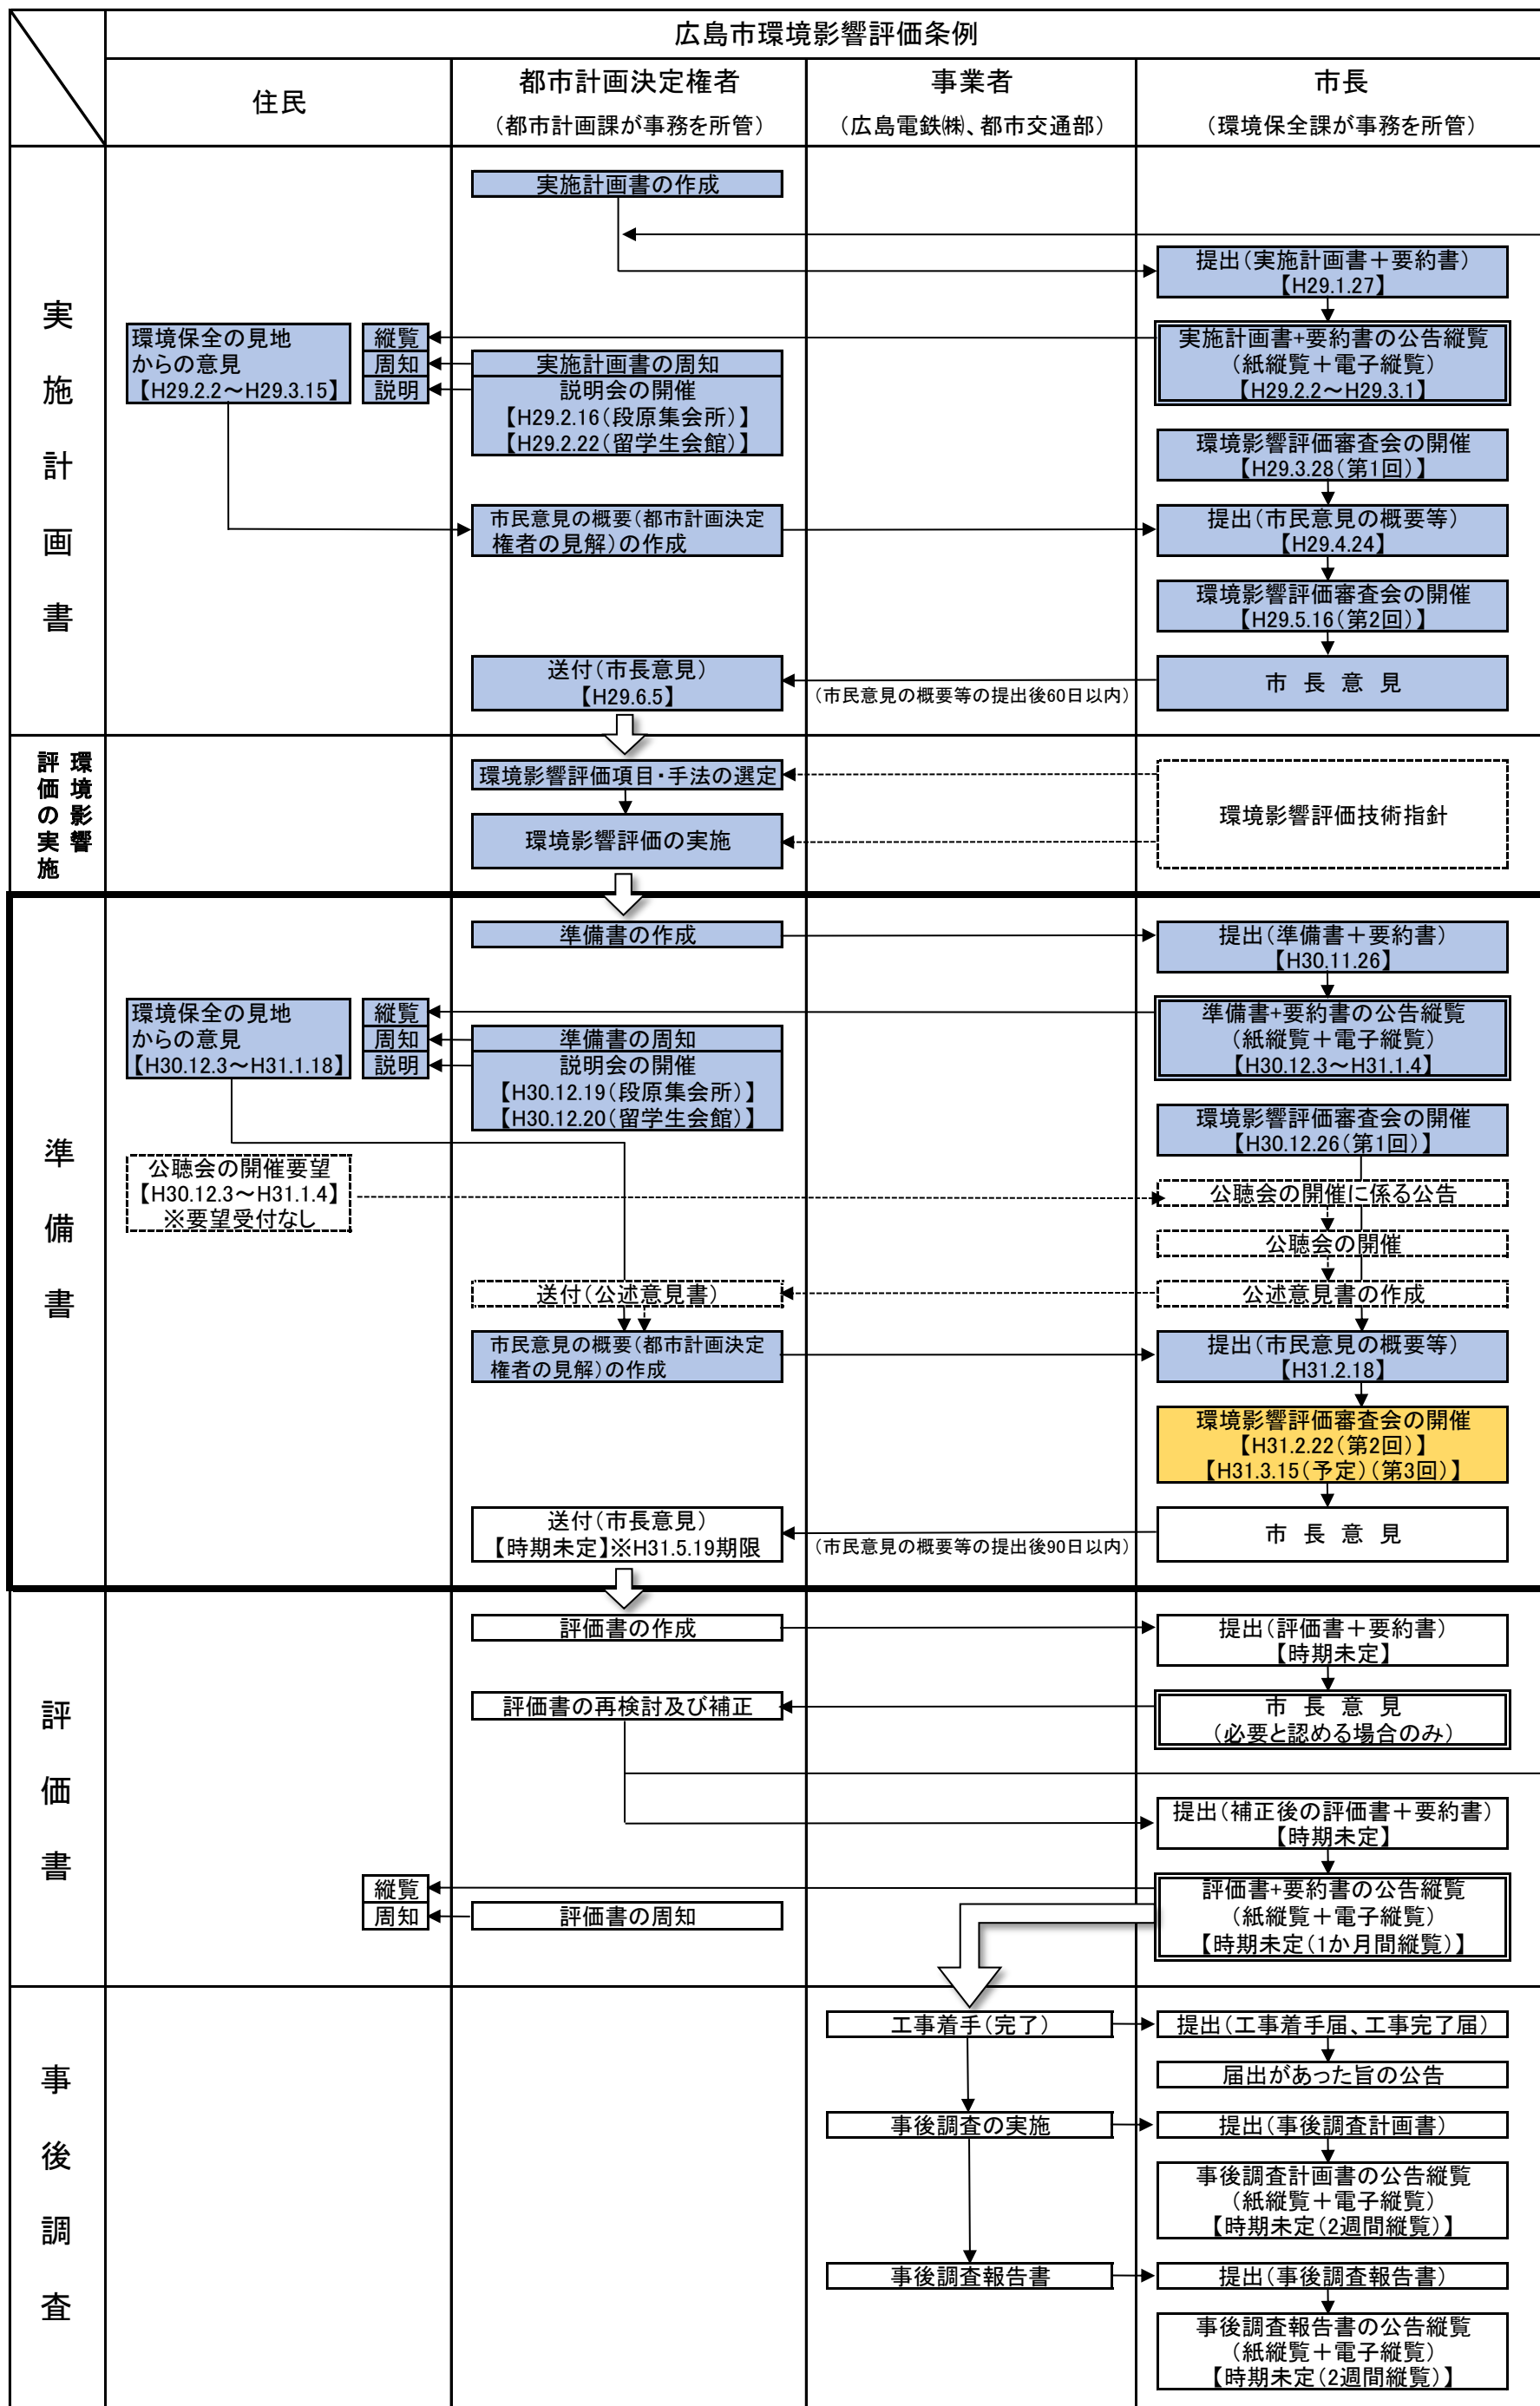 広島市環境影響評価条例
住民
都市計画決定権者
（都市計画課が事務を所管）
事業者
（広島電鉄㈱、都市交通部）
市長
（環境保全課が事務を所管）
実施計画書
実施計画書の作成
提出（実施計画書＋要約書）
【H29.1.27】
環境保全の見地
からの意見
【H29.2.2～H29.3.15】
縦覧
周知
説明
実施計画書の周知
説明会の開催
【H29.2.16（段原集会所）】
【H29.2.22（留学生会館）】
実施計画書+要約書の公告縦覧
（紙縦覧＋電子縦覧）
【H29.2.2～H29.3.1】
環境影響評価審査会の開催
【H29.3.28（第1回）】
市民意見の概要（都市計画決定
権者の見解）の作成
提出（市民意見の概要等）
【H29.4.24】
環境影響評価審査会の開催
【H29.5.16（第2回）】
送付（市長意見）
【H29.6.5】
（市民意見の概要等の提出後60日以内）
市 長 意 見
環境影響
評価の実施
環境影響評価項目・手法の選定
環境影響評価の実施
環境影響評価技術指針
準備書
準備書の作成
提出（準備書＋要約書）
【H30.11.26】
環境保全の見地
からの意見
【H30.12.3～H31.1.18】
縦覧
周知
説明
準備書の周知
説明会の開催
【H30.12.19（段原集会所）】
【H30.12.20（留学生会館）】
準備書+要約書の公告縦覧
（紙縦覧＋電子縦覧）
【H30.12.3～H31.1.4】
環境影響評価審査会の開催
【H30.12.26（第1回）】
公聴会の開催要望
【H30.12.3～H31.1.4】
※要望受付なし
公聴会の開催に係る公告
公聴会の開催
送付（公述意見書）
公述意見書の作成
市民意見の概要（都市計画決定
権者の見解）の作成
提出（市民意見の概要等）
【H31.2.18】
環境影響評価審査会の開催
【H31.2.22（第2回）】
【H31.3.15（予定）（第3回）】
送付（市長意見）
【時期未定】※H31.5.19期限
（市民意見の概要等の提出後90日以内）
市 長 意 見
評価書
評価書の作成
提出（評価書＋要約書）
【時期未定】
評価書の再検討及び補正
市 長 意 見
（必要と認める場合のみ）
提出（補正後の評価書＋要約書）
【時期未定】
縦覧
周知
評価書の周知
評価書+要約書の公告縦覧
（紙縦覧＋電子縦覧）
【時期未定（1か月間縦覧）】
事後調査
工事着手（完了）
提出（工事着手届、工事完了届）
届出があった旨の公告
事後調査の実施
提出（事後調査計画書）
事後調査計画書の公告縦覧
（紙縦覧＋電子縦覧）
【時期未定（2週間縦覧）】
事後調査報告書
提出（事後調査報告書）
事後調査報告書の公告縦覧
（紙縦覧＋電子縦覧）
【時期未定（2週間縦覧）】